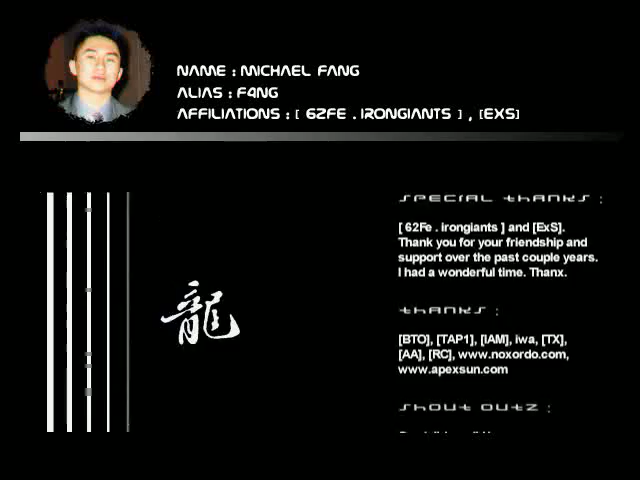 NAME : MICHAEL FANG
ALIAS : F4NG
AFFILIATIONS : [ 62FE . IRONGIANTS ] , [EXS]
龍
SPECIAL THANKS :
[ 62Fe . irongiants ] and [ExS].
Thank you for your friendship and
support over the past couple years.
I had a wonderful time. Thanx.
THANKS :
[BTO], [TAP1], [IAM], iwa, [TX],
[AA], [RC], www.noxordo.com,
www.apexsun.com
SHOUT OUTZ :